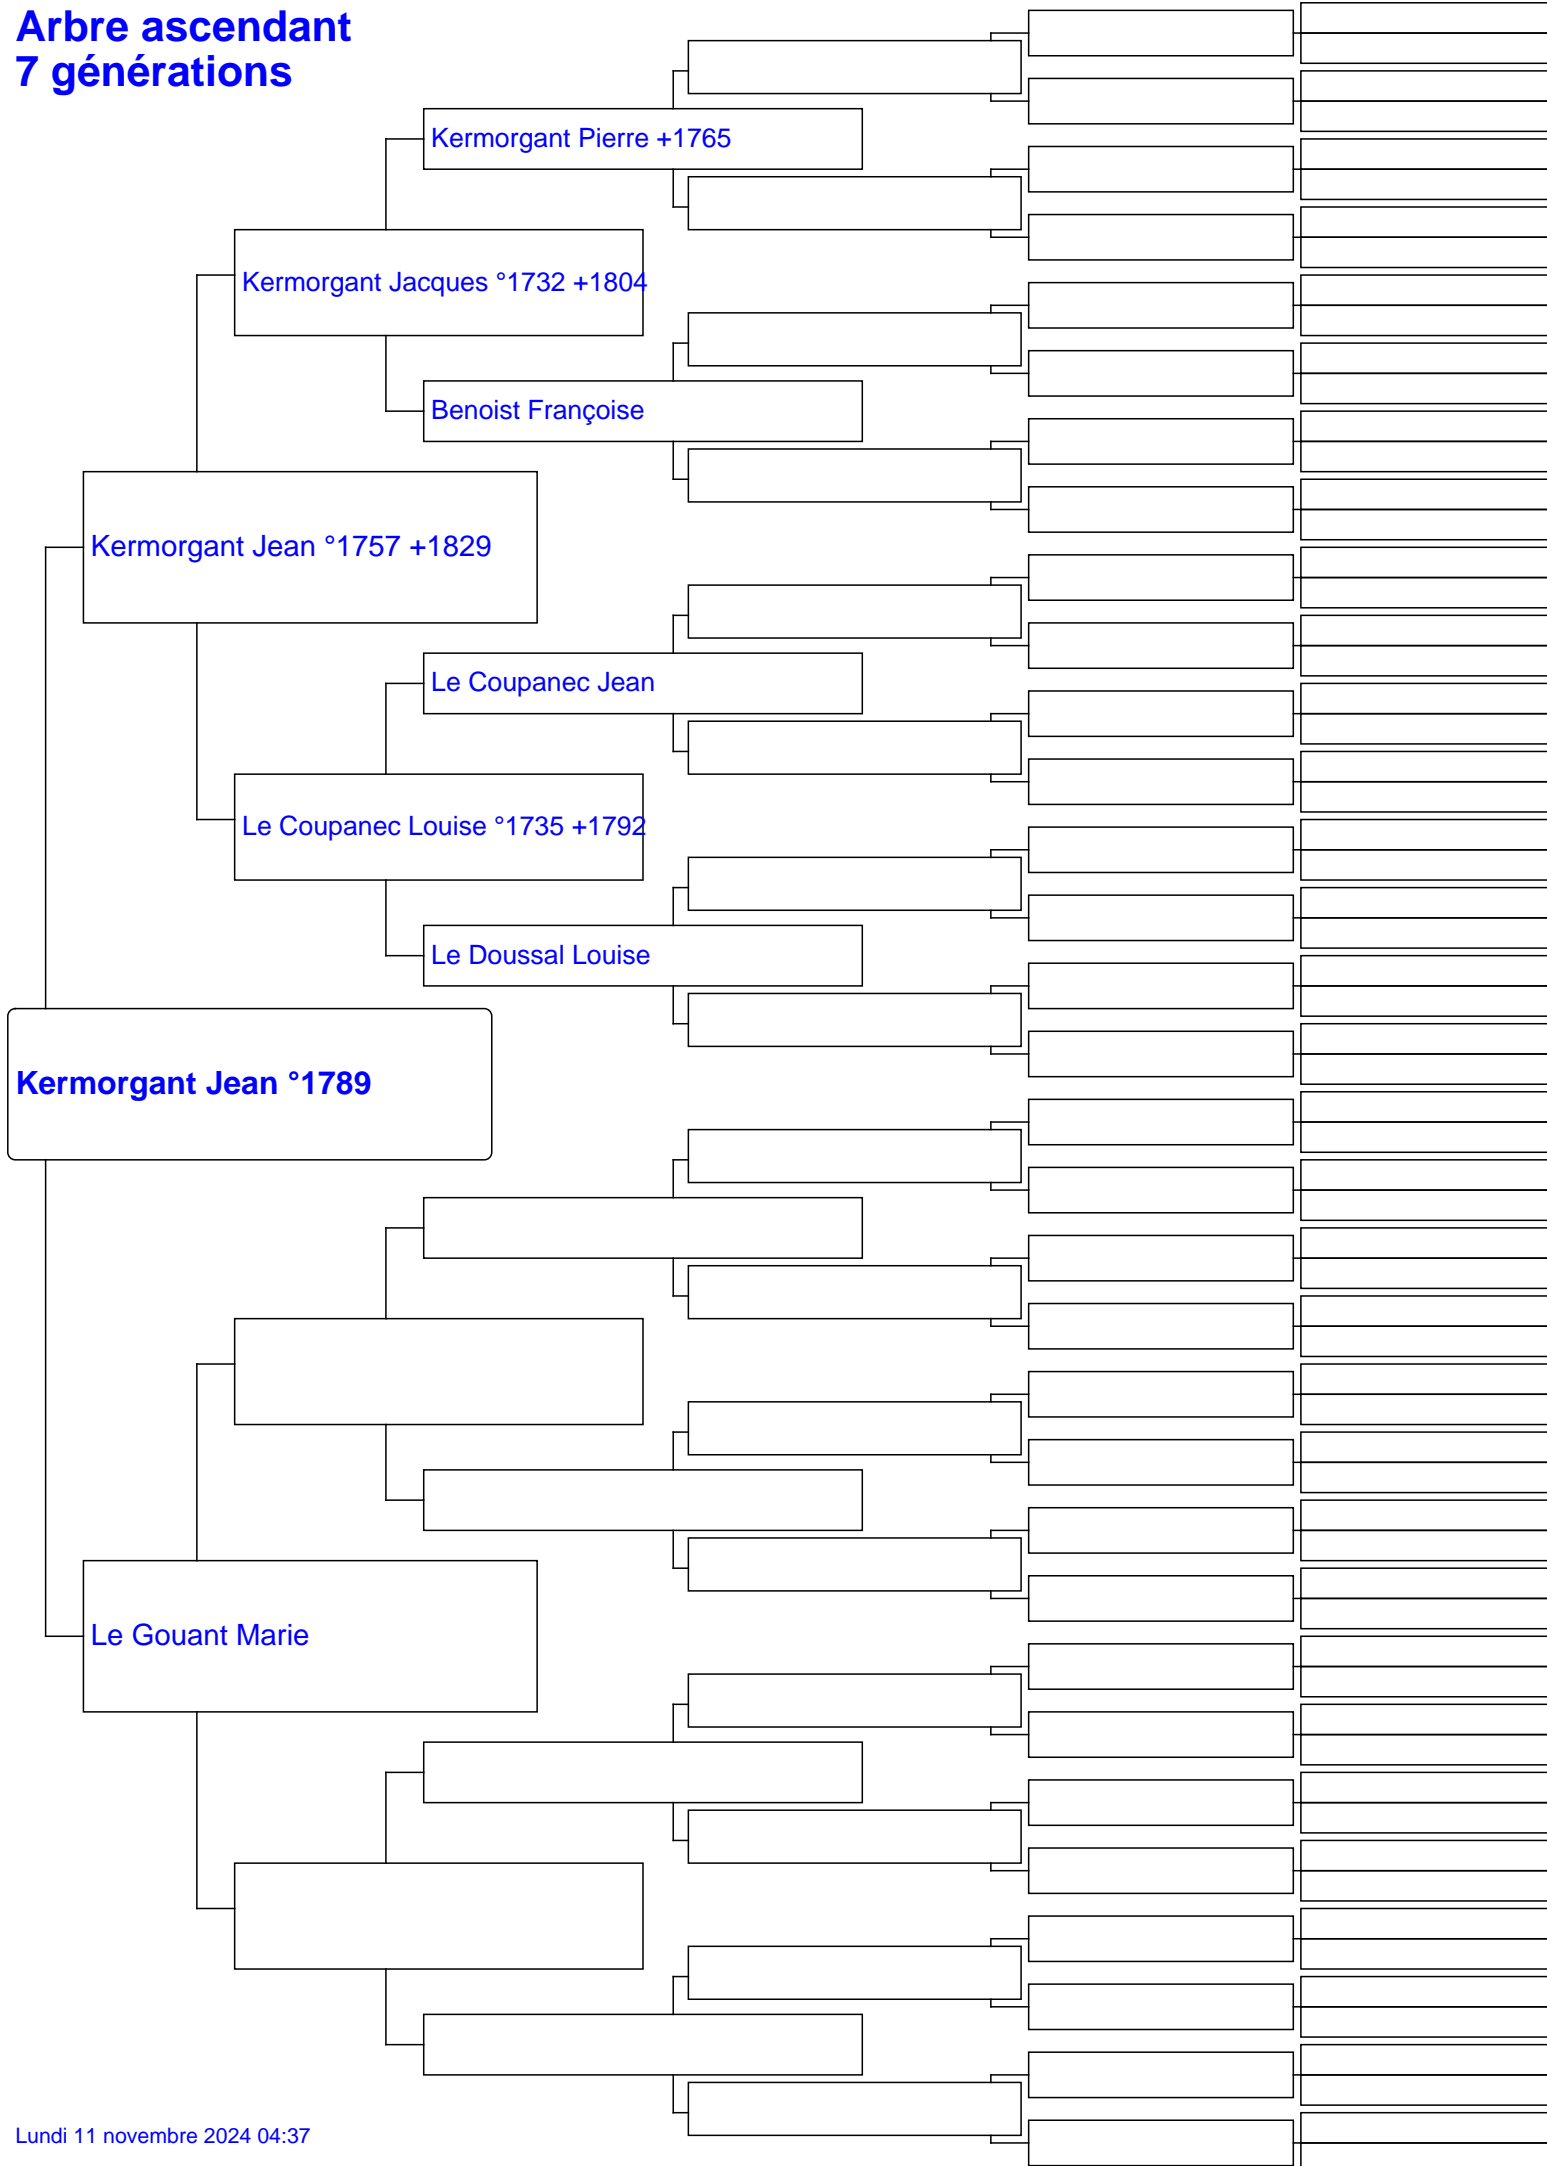 Arbre ascendant
7 générations
Kermorgant Pierre +1765
Kermorgant Jacques °1732 +1804
Benoist Françoise
Kermorgant Jean °1757 +1829
Le Coupanec Jean
Le Coupanec Louise °1735 +1792
Le Doussal Louise
Kermorgant Jean °1789
Le Gouant Marie
Lundi 11 novembre 2024 04:37